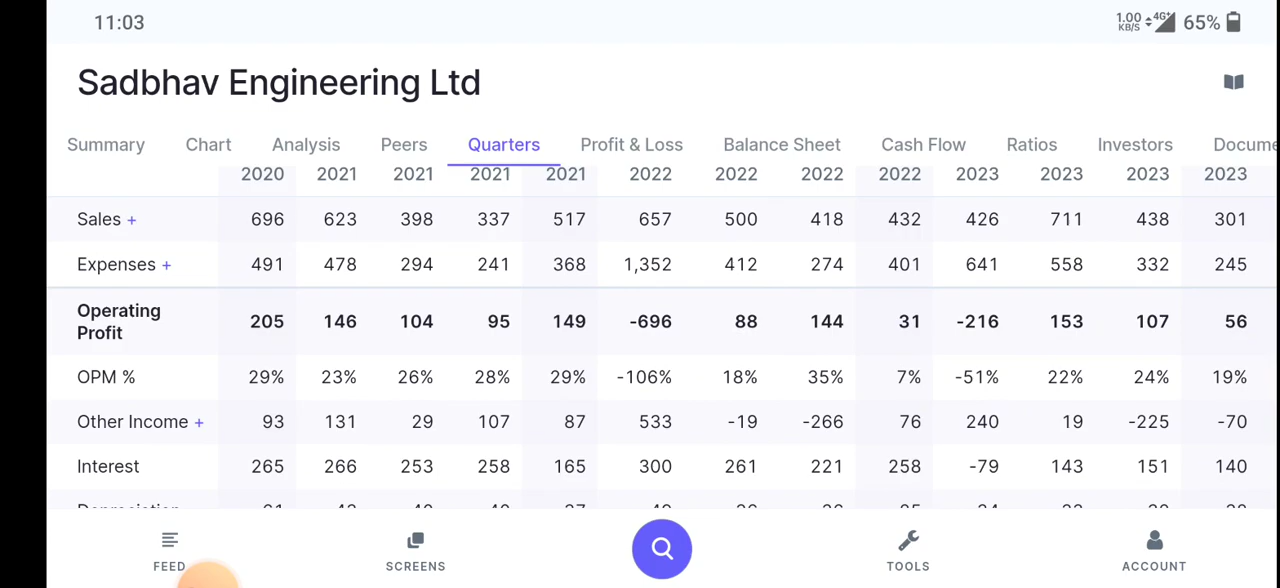 11:03
1.00 KB/S 4G+ 65%
Sadbhav Engineering Ltd
Summary Chart Analysis Peers Quarters Profit & Loss Balance Sheet Cash Flow Ratios Investors Docume
2020 2021 2021 2021 2021 2022 2022 2022 2022 2023 2023 2023 2023
Sales + 696 623 398 337 517 657 500 418 432 426 711 438 301
Expenses + 491 478 294 241 368 1,352 412 274 401 641 558 332 245
Operating Profit 205 146 104 95 149 -696 88 144 31 -216 153 107 56
OPM % 29% 23% 26% 28% 29% -106% 18% 35% 7% -51% 22% 24% 19%
Other Income + 93 131 29 107 87 533 -19 -266 76 240 19 -225 -70
Interest 265 266 253 258 165 300 261 221 258 -79 143 151 140
FEED SCREENS TOOLS ACCOUNT